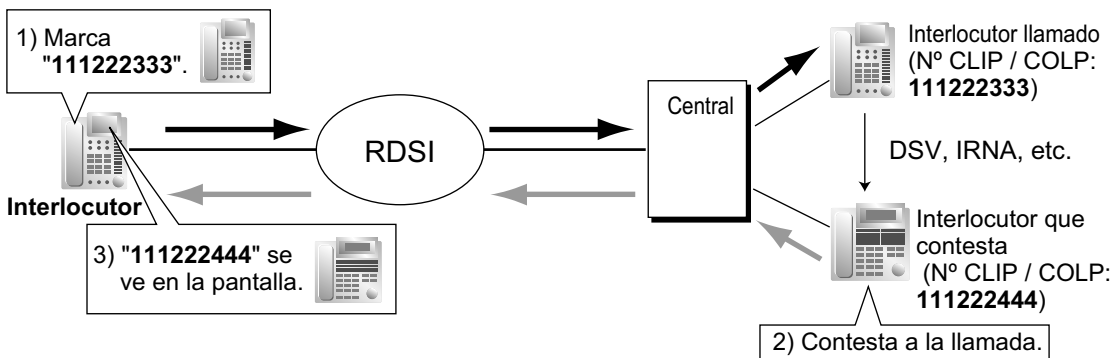 1) Marca
"111222333".
Interlocutor
3) "111222444" se
ve en la pantalla.
RDSI
Central
Interlocutor llamado
(Nº CLIP / COLP:
111222333)
DSV, IRNA, etc.
Interlocutor que
contesta
(Nº CLIP / COLP:
111222444)
2) Contesta a la llamada.